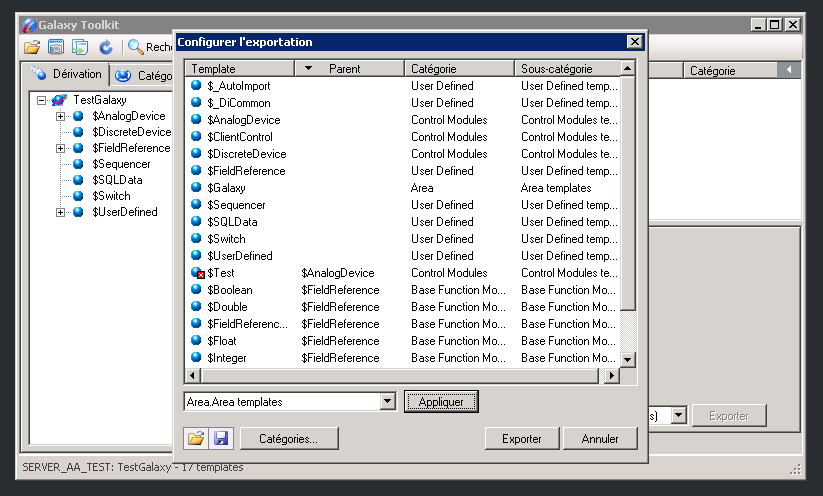 Galaxy Toolkit
Rech
Dérivation
Catégo
TestGalaxy
$AnalogDevice
$DiscreteDevice
$FieldReference
$Sequencer
$SQLData
$Switch
$UserDefined
Configurer l'exportation
Template Parent Catégorie Sous-catégorie
$_AutoImport User Defined User Defined temp...
$_DiCommon User Defined User Defined temp...
$AnalogDevice Control Modules Control Modules te...
$ClientControl User Defined User Defined temp...
$DiscreteDevice Control Modules Control Modules te...
$FieldReference User Defined User Defined temp...
$Galaxy Area Area templates
$Sequencer User Defined User Defined temp...
$SQLData User Defined User Defined temp...
$Switch User Defined User Defined temp...
$UserDefined User Defined User Defined temp...
$Test $AnalogDevice Control Modules Control Modules te...
$Boolean $FieldReference Base Function Mo... Base Function Mo...
$Double $FieldReference Base Function Mo... Base Function Mo...
$FieldReferenc... $FieldReference Base Function Mo... Base Function Mo...
$Float $FieldReference Base Function Mo... Base Function Mo...
$Integer $FieldReference Base Function Mo... Base Function Mo...
Area.Area templates
Appliquer
Catégories...
Exporter
Annuler
Catégorie
s)
Exporter
SERVER_AA_TEST: TestGalaxy - 17 templates